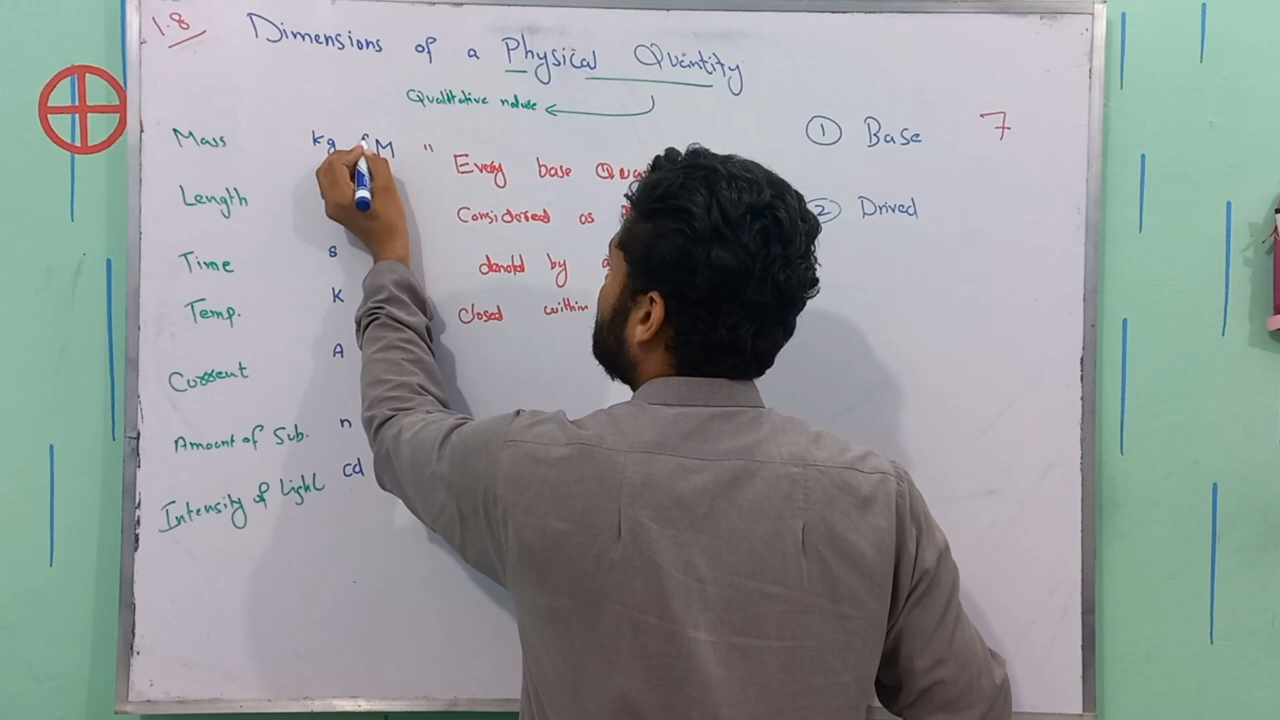 1.8 Dimensions of a Physical Quantity
Qualitative nature
Mass kg M
Length
Time s
Temp. K
Current A
Amount of Sub. n
Intensity of Light cd
" Every base
Considered as
denoted by a
closed within
① Base 7
② Drived